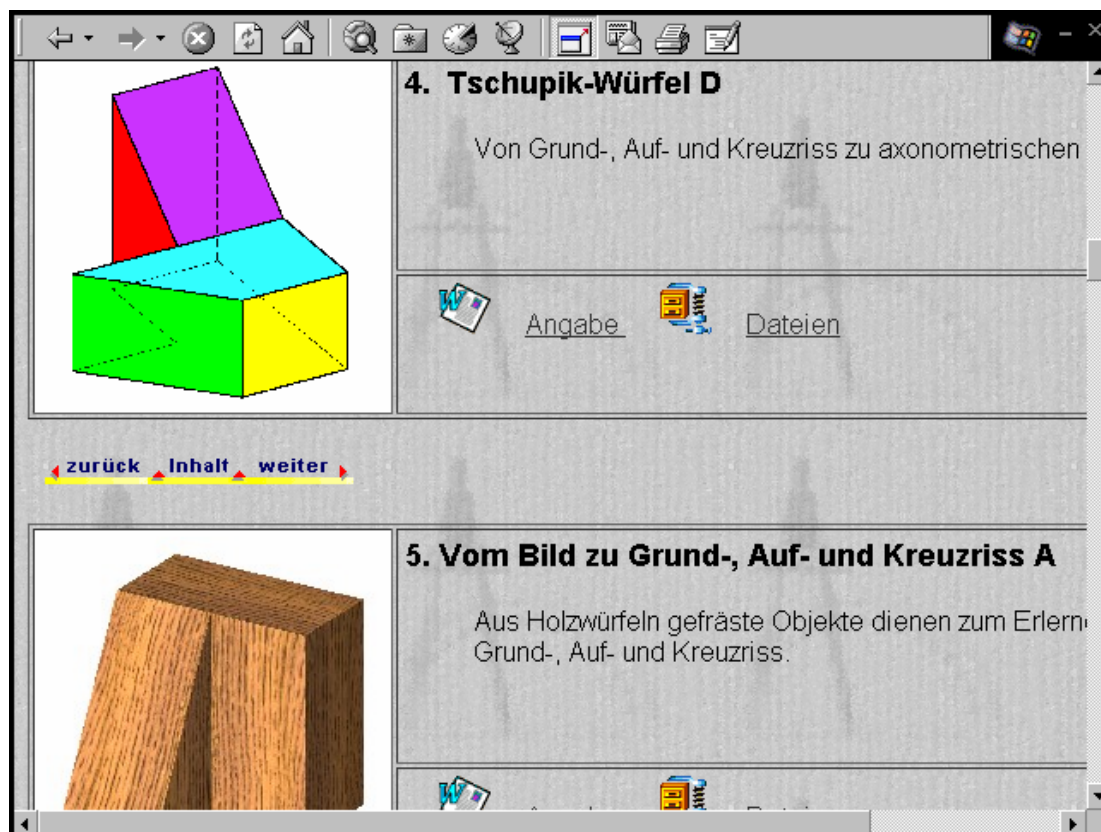 4. Tschupik-Würfel D
Von Grund-, Auf- und Kreuzriss zu axonometrischen
Angabe Dateien
zurück Inhalt weiter
5. Vom Bild zu Grund-, Auf- und Kreuzriss A
Aus Holzwürfeln gefräste Objekte dienen zum
Grund-, Auf- und Kreuzriss.